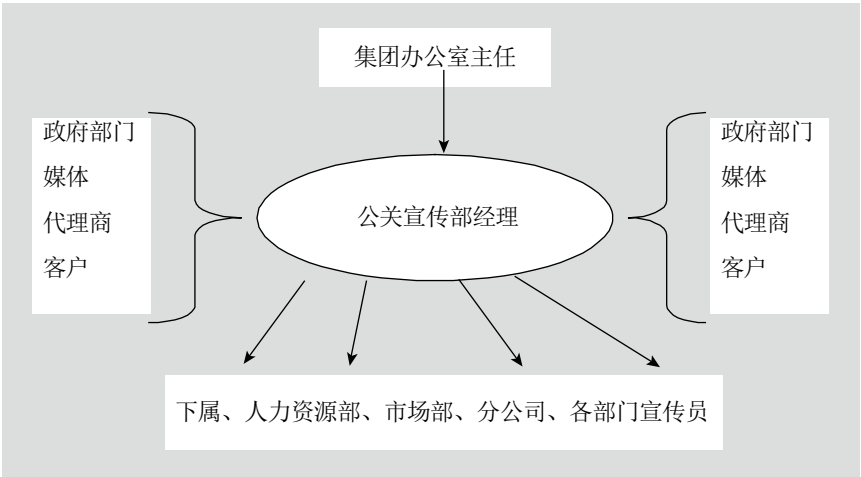 集团办公室主任
政府部门
媒体
代理商
客户
公关宣传部经理
政府部门
媒体
代理商
客户
下属、人力资源部、市场部、分公司、各部门宣传员